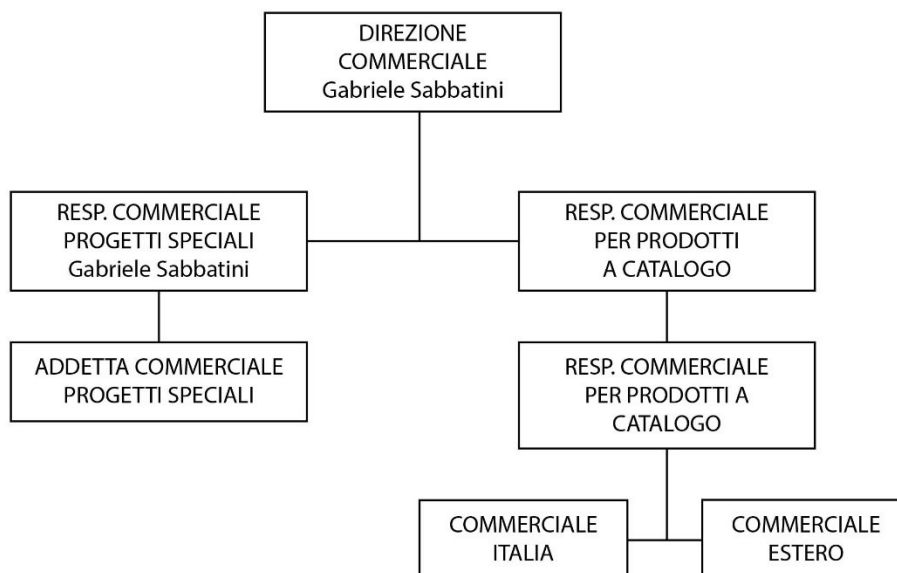 DIREZIONE
COMMERCIALE
Gabriele Sabbatini
RESP. COMMERCIALE
PROGETTI SPECIALI
Gabriele Sabbatini
RESP. COMMERCIALE
PER PRODOTTI
A CATALOGO
ADDETTA COMMERCIALE
PROGETTI SPECIALI
RESP. COMMERCIALE
PER PRODOTTI A
CATALOGO
COMMERCIALE
ITALIA
COMMERCIALE
ESTERO